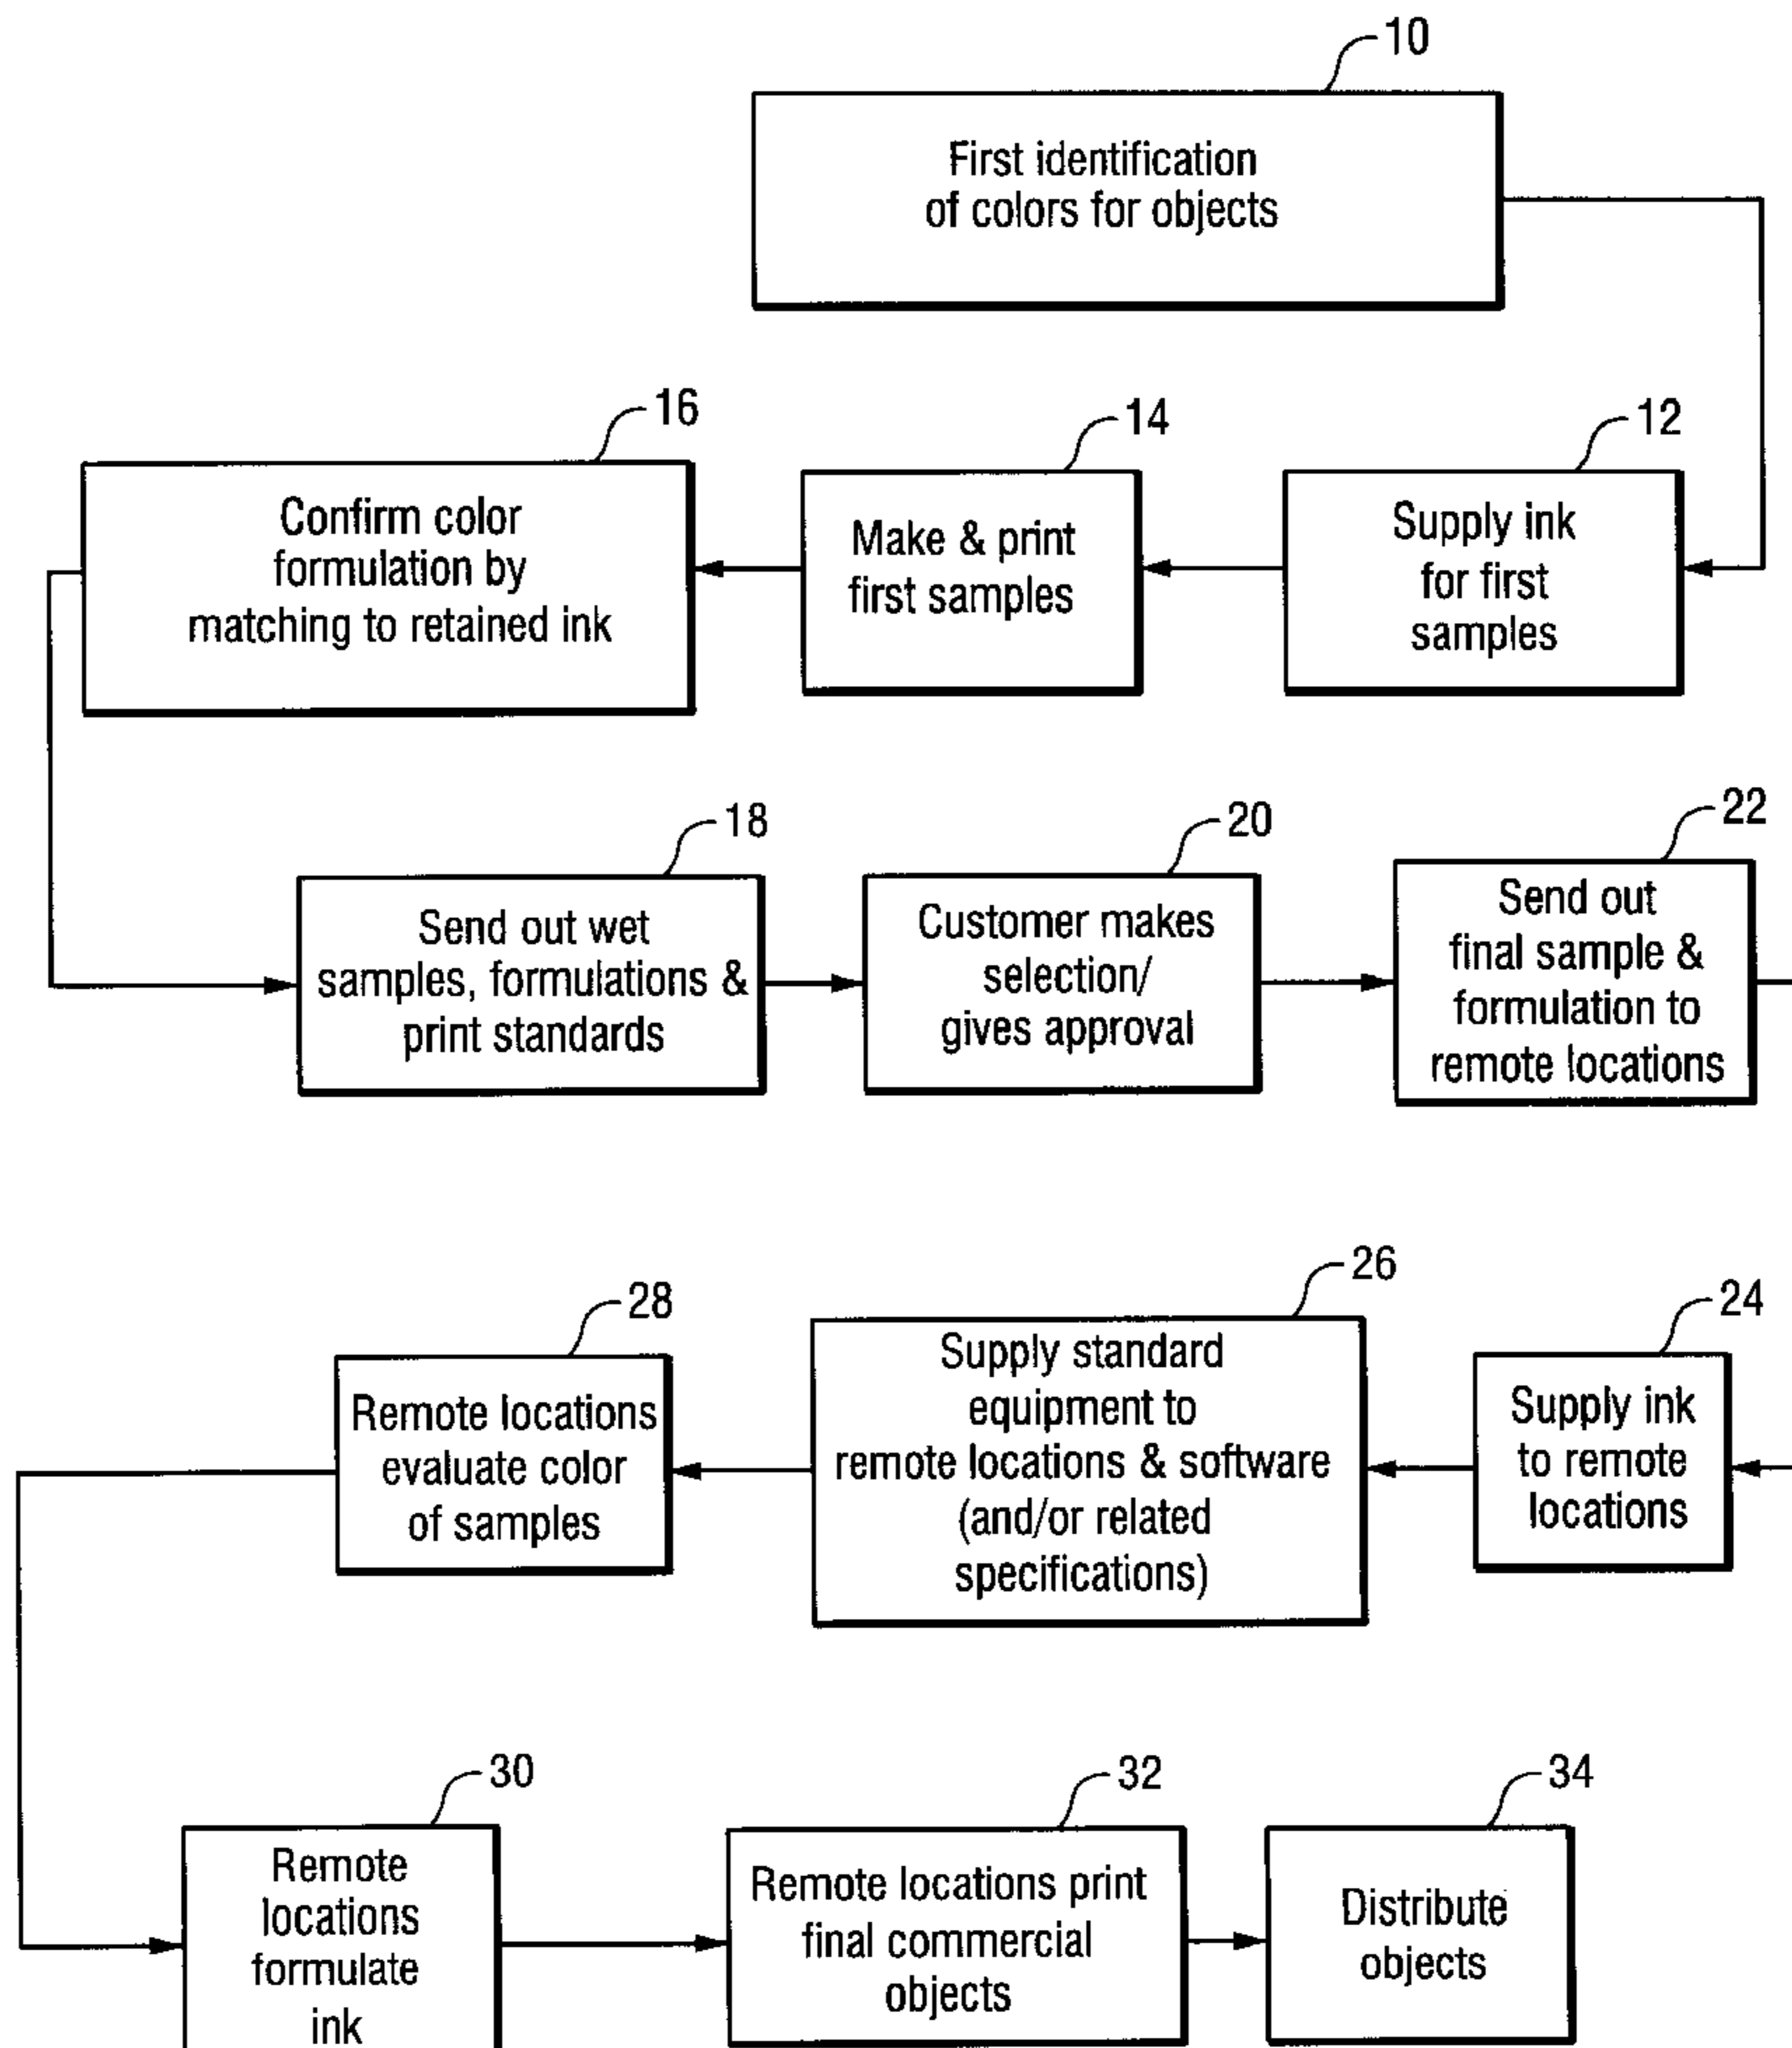 10
First identification
of colors for objects
12
Supply ink
for first
samples
14
Make & print
first samples
16
Confirm color
formulation by
matching to retained ink
18
Send out wet
samples, formulations &
print standards
20
Customer makes
selection/
gives approval
22
Send out
final sample &
formulation to
remote locations
24
Supply ink
to remote
locations
26
Supply standard
equipment to
remote locations & software
(and/or related
specifications)
28
Remote locations
evaluate color
of samples
30
Remote
locations
formulate
ink
32
Remote locations print
final commercial
objects
34
Distribute
objects